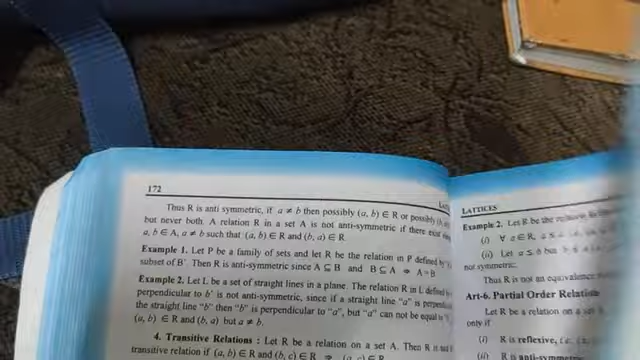 172
Thus R is anti symmetric, if a ≠ b then possibly (a, b) ∈ R or possibly
but never both. A relation R in a set A is not anti-symmetric if there exist
a, b ∈ A, a ≠ b such that (a, b) ∈ R and (b, a) ∈ R.
Example 1. Let P be a family of sets and let R be the relation in P defined by
subset of B'. Then R is anti-symmetric since A ⊆ B and B ⊆ A ⇒ A = B
Example 2. Let L be a set of straight lines in a plane. The relation R in L defined by
perpendicular to b' is not anti-symmetric, since if a straight line "a" is
the straight line "b" then "b" is perpendicular to "a", but "a" can not be equal to
(a, b) ∈ R and (b, a) but a ≠ b.
4. Transitive Relations : Let R be a relation on a set A. Then R is
transitive relation if (a, b) ∈ R and (b, c) ∈ R ⇒ (a, c) ∈ R
LATTICES
Example 2. Let R be the
(i) ∀ a ∈ R, a ≤
(ii) Let a ≤ b but b
not symmetric.
Thus R is not an equivalence
Art-6. Partial Order Relation
Let R be a relation on a
only if
(i) R is reflexive, i.e.
(ii) R is anti-symmetric